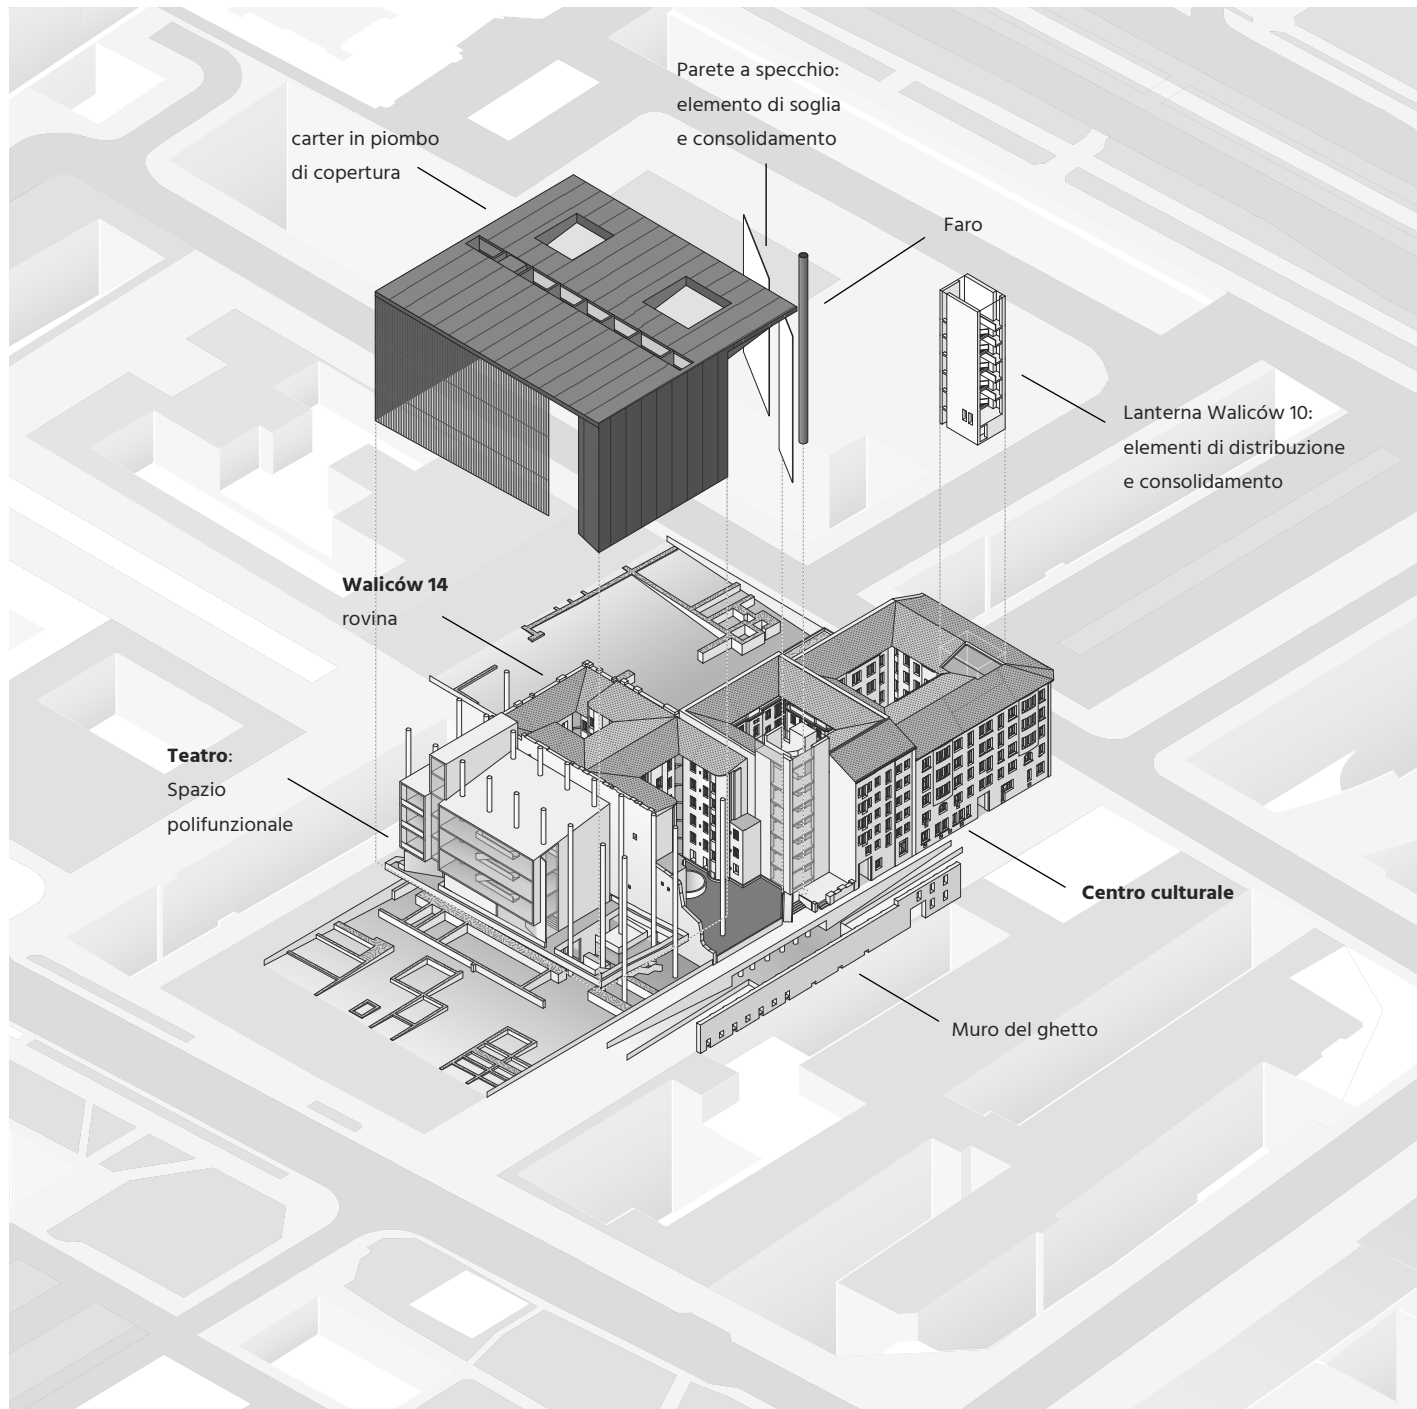 Parete a specchio:
elemento di soglia
e consolidamento
carter in piombo
di copertura
Faro
Lanterna Waliców 10:
elementi di distribuzione
e consolidamento
Waliców 14
rovina
Teatro:
Spazio
polifunzionale
Centro culturale
Muro del ghetto